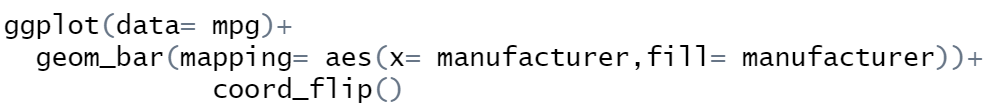 ggplot(data= mpg)+
  geom_bar(mapping= aes(x= manufacturer,fill= manufacturer))+
             coord_flip()